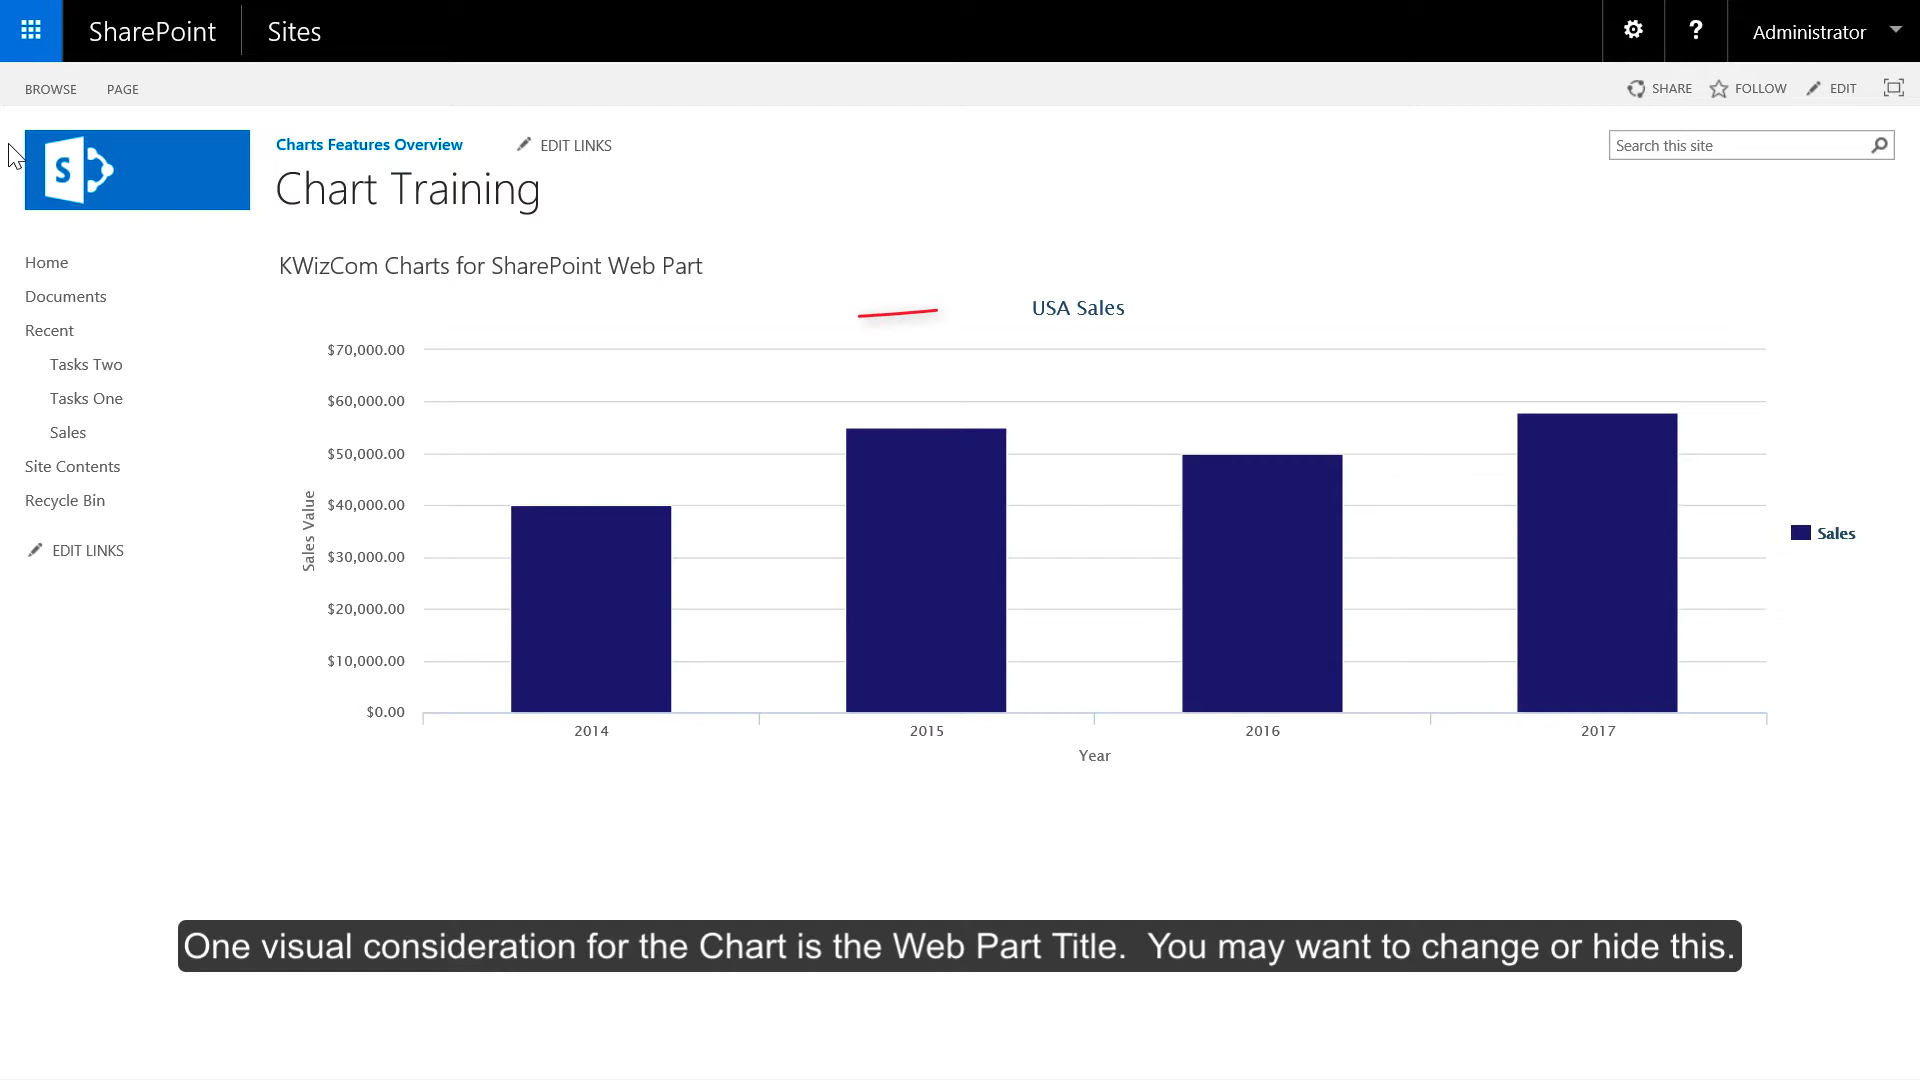 SharePoint
Sites
?
Administrator
BROWSE
PAGE
SHARE
FOLLOW
EDIT
S
Charts Features Overview
EDIT LINKS
Search this site
Chart Training
Home
Documents
Recent
Tasks Two
Tasks One
Sales
Site Contents
Recycle Bin
EDIT LINKS
KWizCom Charts for SharePoint Web Part
USA Sales
$70,000.00
$60,000.00
$50,000.00
$40,000.00
$30,000.00
$20,000.00
$10,000.00
$0.00
Sales Value
2014
2015
2016
2017
Year
Sales
One visual consideration for the Chart is the Web Part Title.  You may want to change or hide this.